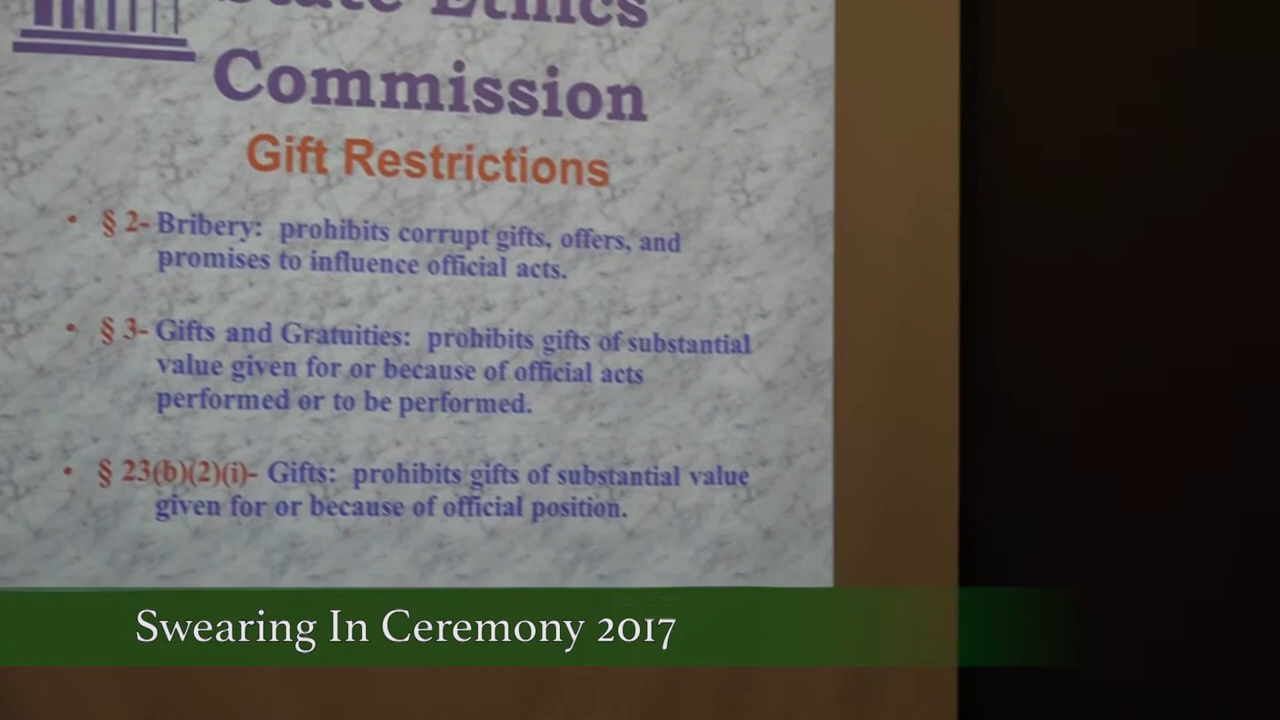 State Ethics
Commission
Gift Restrictions
• § 2- Bribery: prohibits corrupt gifts, offers, and
promises to influence official acts.
• § 3- Gifts and Gratuities: prohibits gifts of substantial
value given for or because of official acts
performed or to be performed.
• § 23(b)(2)(i)- Gifts: prohibits gifts of substantial value
given for or because of official position.
Swearing In Ceremony 2017